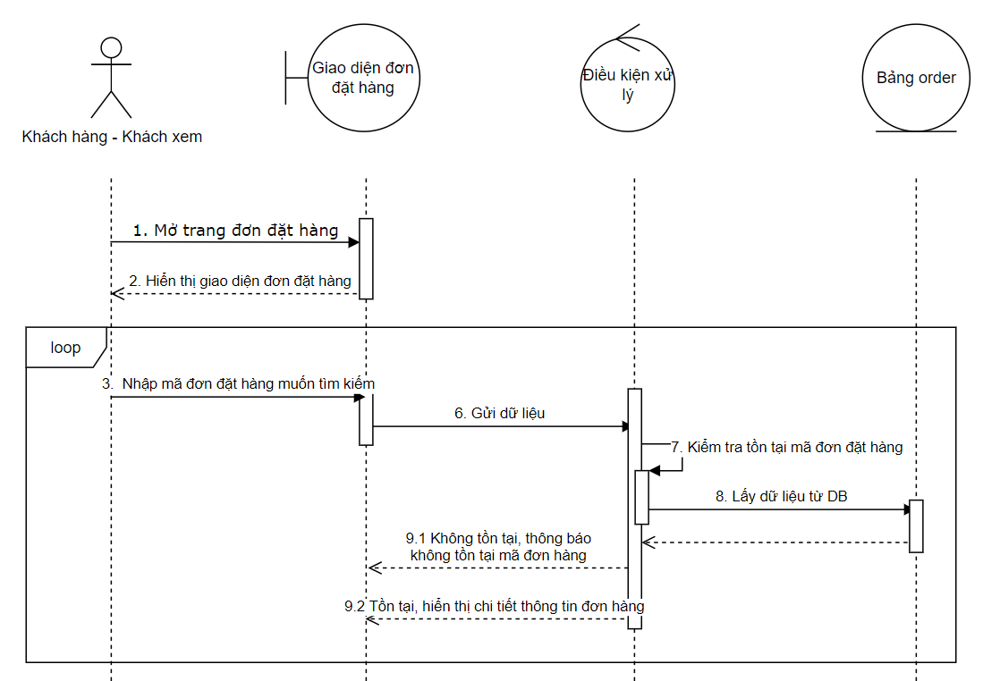 Giao diện đơn
đặt hàng
Điều kiện xử
lý
Bảng order
Khách hàng - Khách xem
1. Mở trang đơn đặt hàng
2. Hiển thị giao diện đơn đặt hàng
loop
3. Nhập mã đơn đặt hàng muốn tìm kiếm
6. Gửi dữ liệu
7. Kiểm tra tồn tại mã đơn đặt hàng
8. Lấy dữ liệu từ DB
9.1 Không tồn tại, thông báo
không tồn tại mã đơn hàng
9.2 Tồn tại, hiển thị chi tiết thông tin đơn hàng